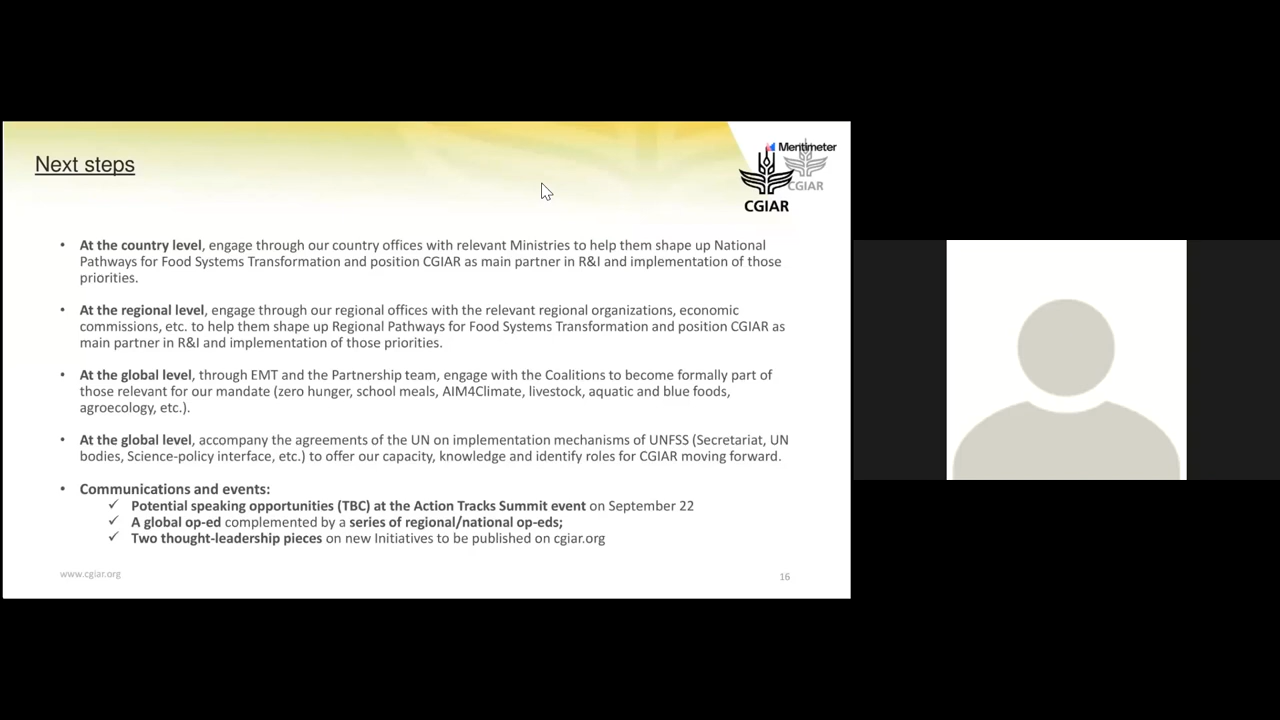 Next steps
Mentimeter
CGIAR
CGIAR
• At the country level, engage through our country offices with relevant Ministries to help them shape up National
Pathways for Food Systems Transformation and position CGIAR as main partner in R&I and implementation of those
priorities.
• At the regional level, engage through our regional offices with the relevant regional organizations, economic
commissions, etc. to help them shape up Regional Pathways for Food Systems Transformation and position CGIAR as
main partner in R&I and implementation of those priorities.
• At the global level, through EMT and the Partnership team, engage with the Coalitions to become formally part of
those relevant for our mandate (zero hunger, school meals, AIM4Climate, livestock, aquatic and blue foods,
agroecology, etc.).
• At the global level, accompany the agreements of the UN on implementation mechanisms of UNFSS (Secretariat, UN
bodies, Science-policy interface, etc.) to offer our capacity, knowledge and identify roles for CGIAR moving forward.
• Communications and events:
✓ Potential speaking opportunities (TBC) at the Action Tracks Summit event on September 22
✓ A global op-ed complemented by a series of regional/national op-eds;
✓ Two thought-leadership pieces on new Initiatives to be published on cgiar.org
www.cgiar.org
16